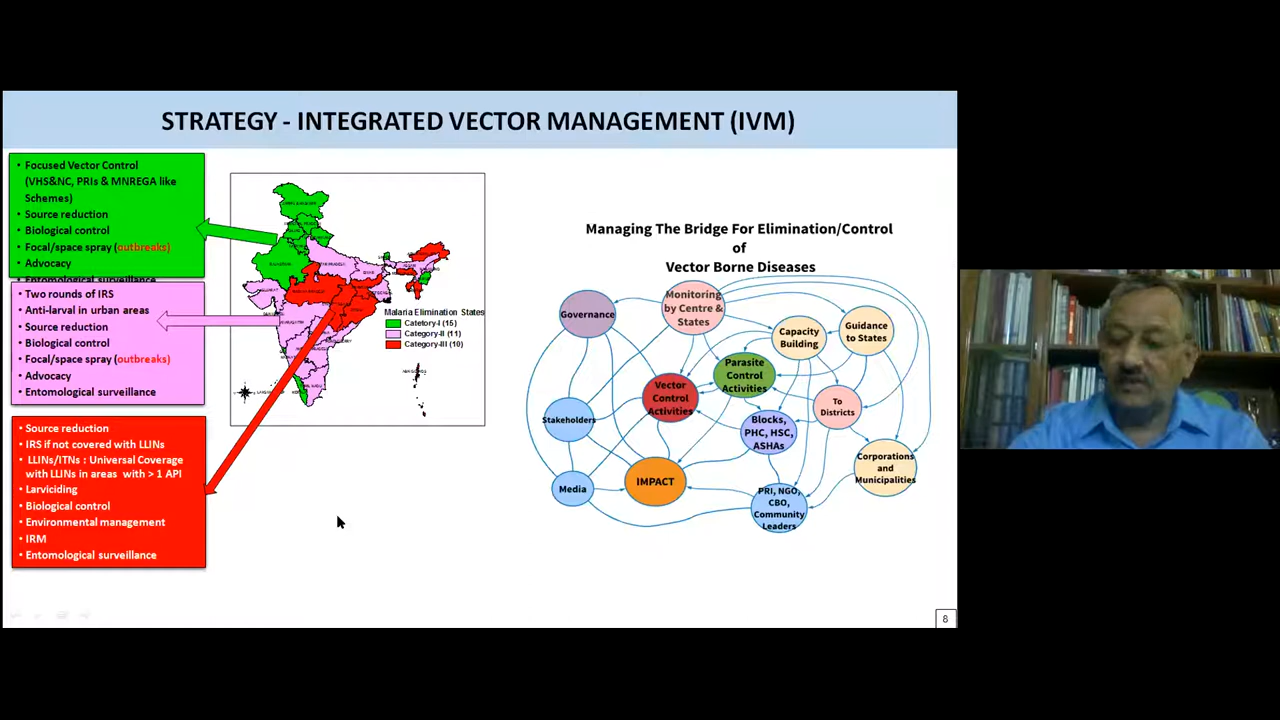 STRATEGY - INTEGRATED VECTOR MANAGEMENT (IVM)
• Focused Vector Control
(VHS&NC, PRIs & MNREGA like
Schemes)
• Source reduction
• Biological control
• Focal/space spray (outbreaks)
• Advocacy
• Entomological surveillance
• Two rounds of IRS
• Anti-larval in urban areas
• Source reduction
• Biological control
• Focal/space spray (outbreaks)
• Advocacy
• Entomological surveillance
• Source reduction
• IRS if not covered with LLINs
• LLINs/ITNs : Universal Coverage
with LLINs in areas with > 1 API
• Larviciding
• Biological control
• Environmental management
• IRM
• Entomological surveillance
Malaria Elimination States
Catetory-I (15)
Category-II (11)
Category-III (10)
Managing The Bridge For Elimination/Control
of
Vector Borne Diseases
Governance
Monitoring
by Centre &
States
Capacity
Building
Guidance
to States
Parasite
Control
Activities
Vector
Control
Activities
To
Districts
Stakeholders
Blocks,
PHC, HSC,
ASHAs
Corporations
and
Municipalities
Media
IMPACT
PRI, NGO,
CBO,
Community
Leaders
8